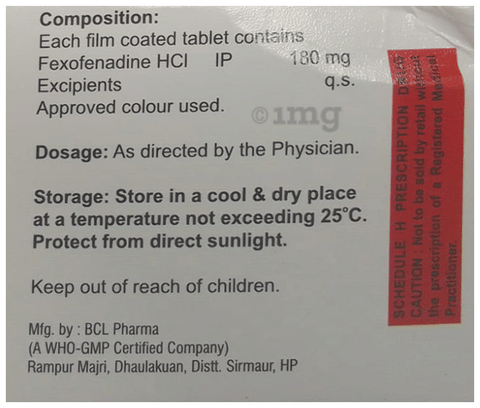 Composition:
Each film coated tablet contains
Fexofenadine HCl IP 180 mg
Excipients q.s.
Approved colour used.
©1mg
Dosage: As directed by the Physician.
Storage: Store in a cool & dry place
at a temperature not exceeding 25°C.
Protect from direct sunlight.
Keep out of reach of children.
Mfg. by : BCL Pharma
(A WHO-GMP Certified Company)
Rampur Majri, Dhaulakuan, Distt. Sirmaur, HP
SCHEDULE H PRESCRIPTION DRUG
CAUTION : Not to be sold by retail without
the prescription of a Registered Medical
Practitioner.